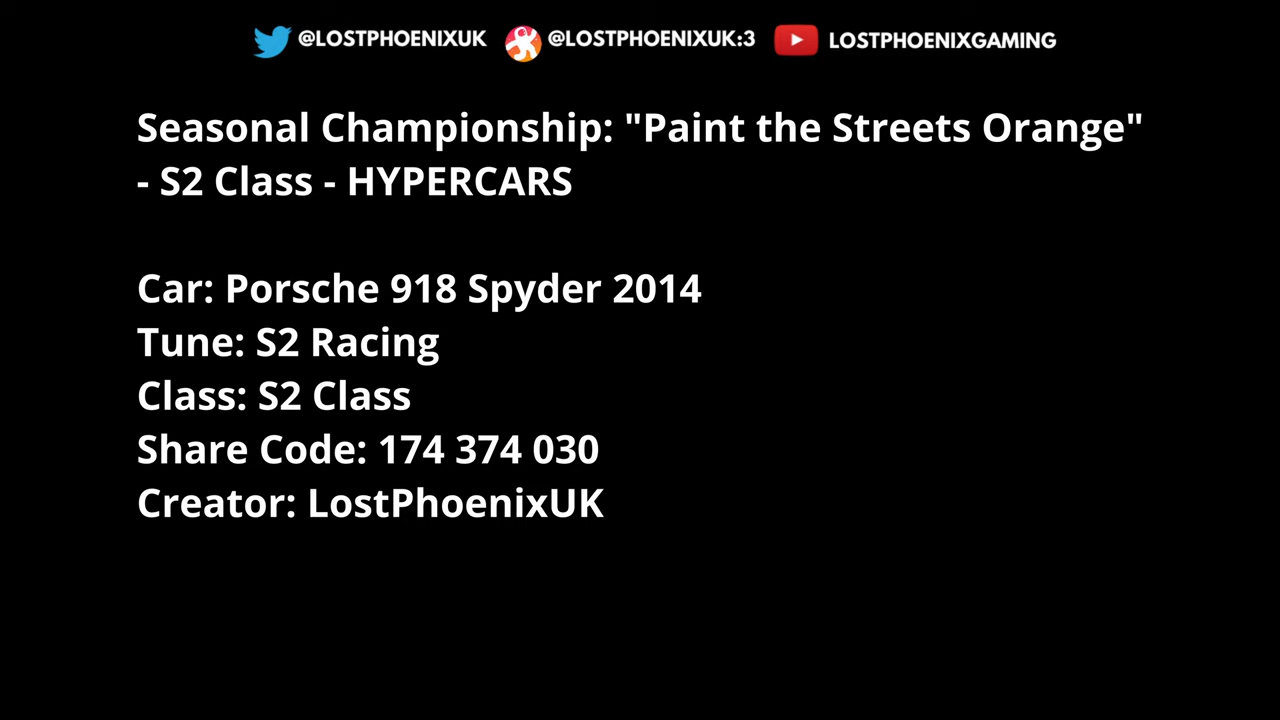 @LOSTPHOENIXUK @LOSTPHOENIXUK:3 LOSTPHOENIXGAMING
Seasonal Championship: "Paint the Streets Orange"
- S2 Class - HYPERCARS
Car: Porsche 918 Spyder 2014
Tune: S2 Racing
Class: S2 Class
Share Code: 174 374 030
Creator: LostPhoenixUK